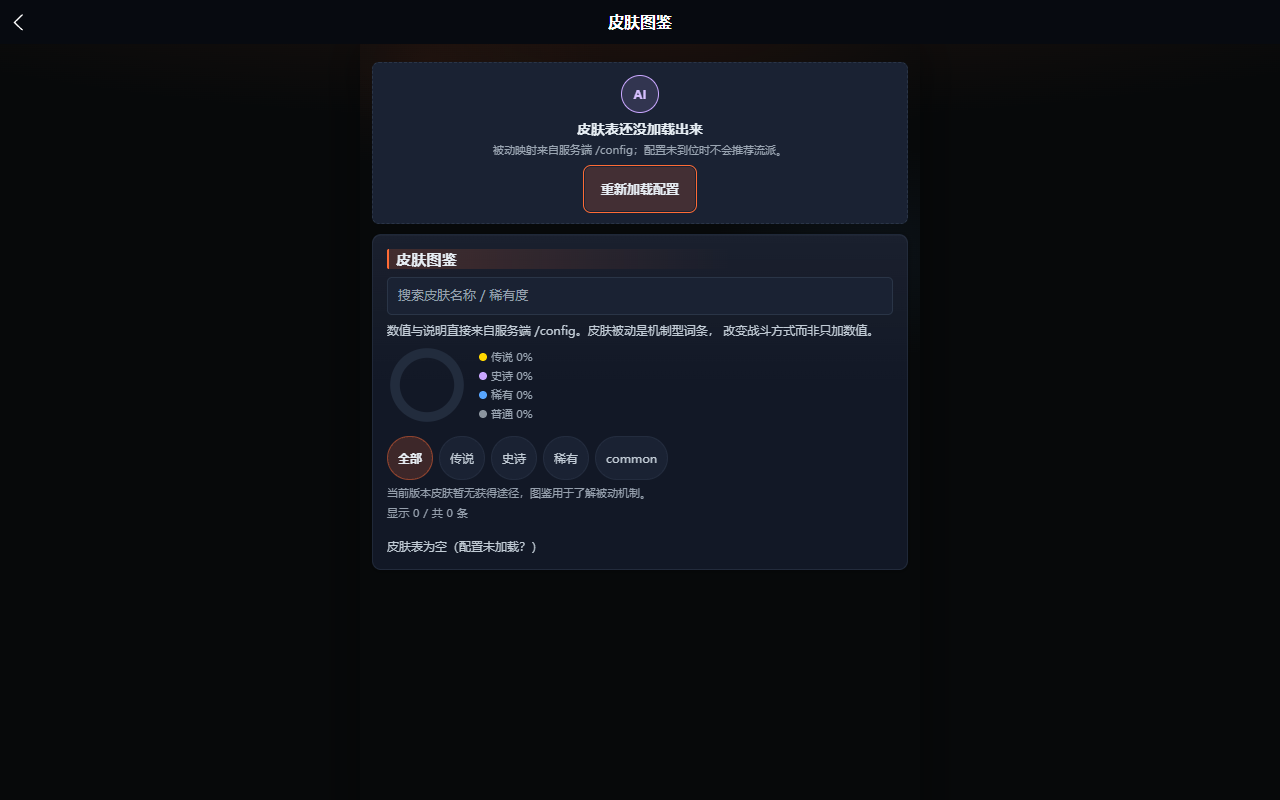 皮肤图鉴
AI
皮肤表还没加载出来
被动映射来自服务端 /config；配置未到位时不会推荐流派。
重新加载配置
皮肤图鉴
搜索皮肤名称 / 稀有度
数值与说明直接来自服务端 /config。皮肤被动是机制型词条， 改变战斗方式而非只加数值。
传说 0%
史诗 0%
稀有 0%
普通 0%
全部 传说 史诗 稀有 common
当前版本皮肤暂无获得途径，图鉴用于了解被动机制。
显示 0 / 共 0 条
皮肤表为空（配置未加载？）